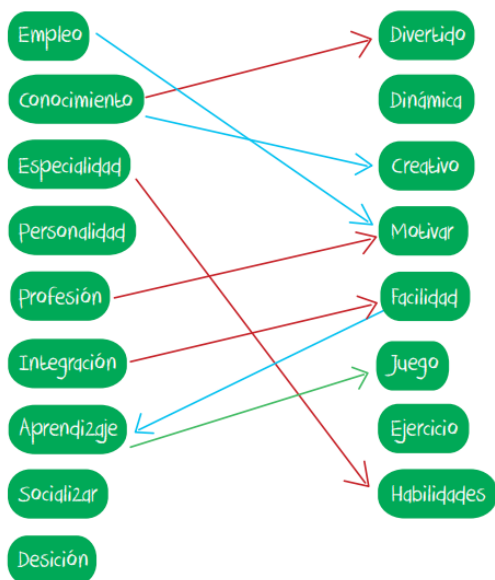 Empleo
Conocimiento
Especialidad
Personalidad
Profesión
Integración
Aprendizaje
Socializar
Desición
Divertido
Dinámica
Creativo
Motivar
Facilidad
Juego
Ejercicio
Habilidades